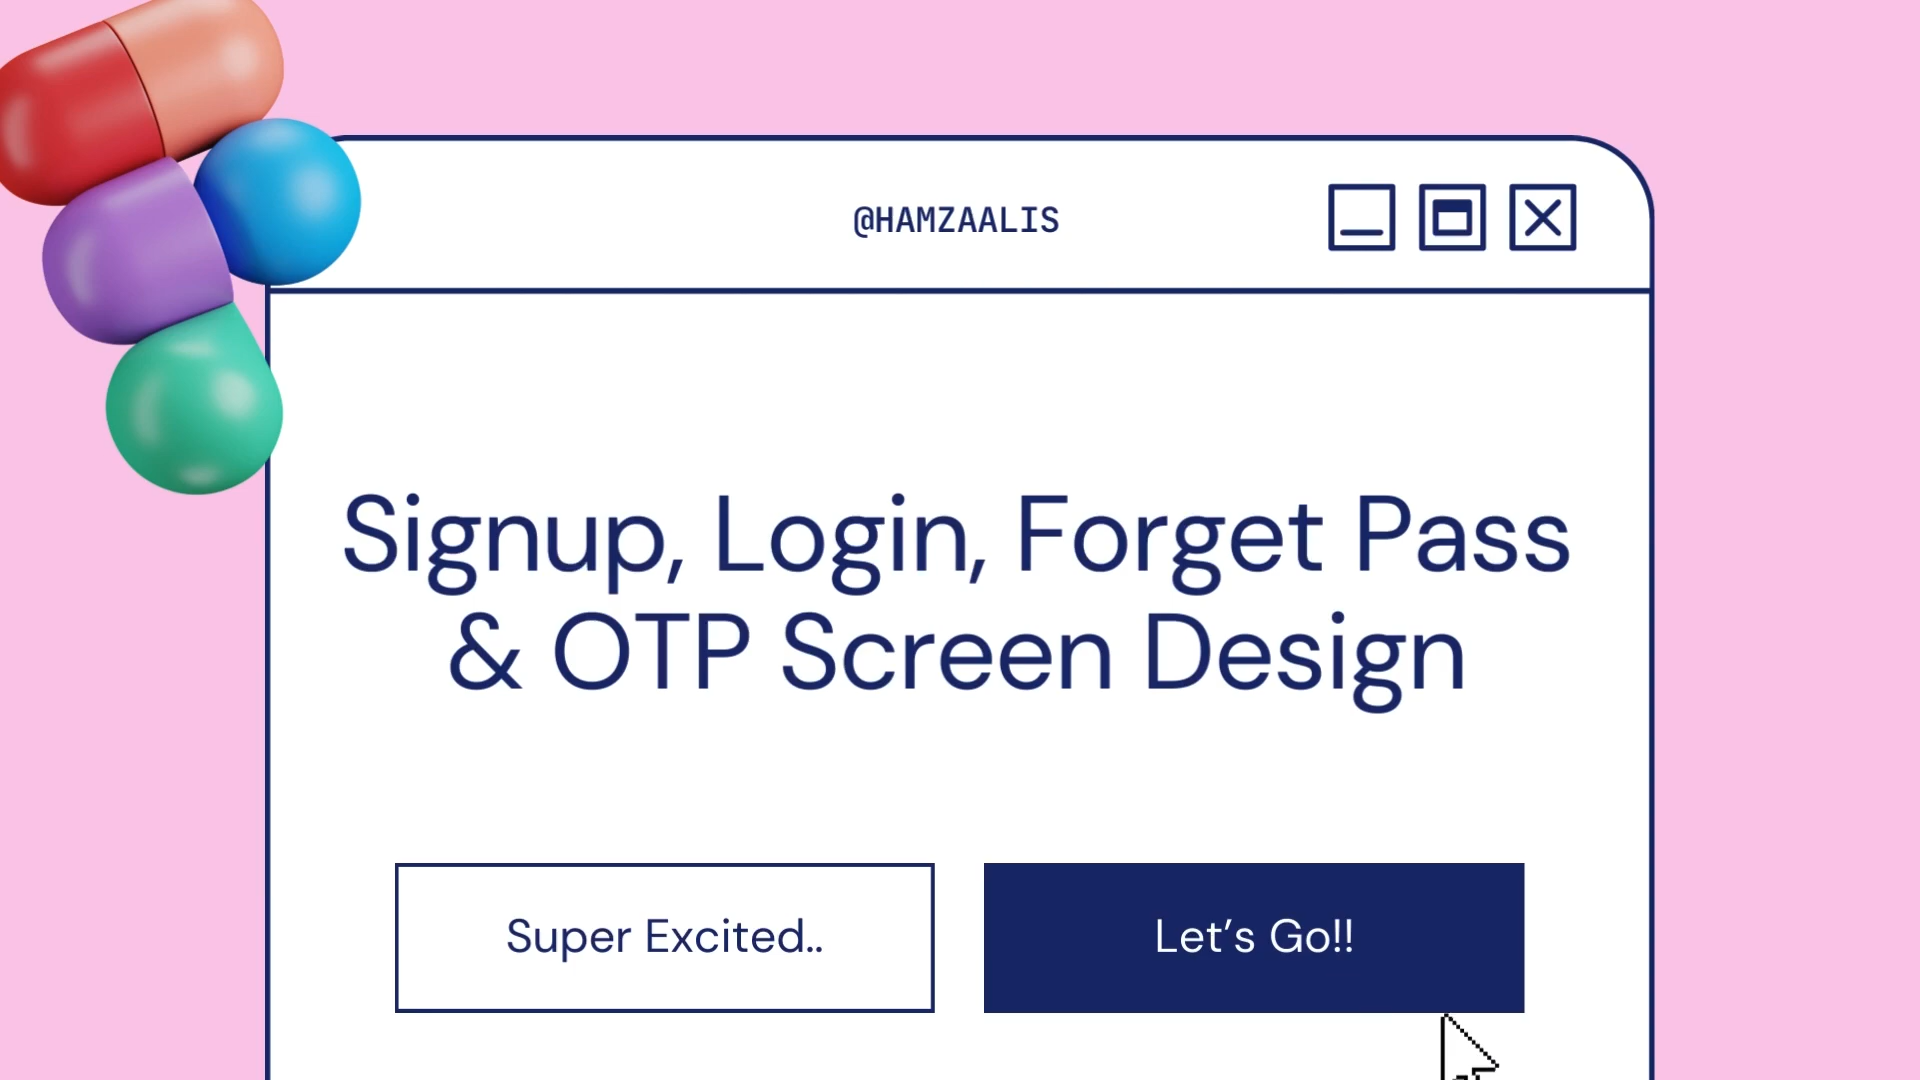 @HAMZAALIS
Signup, Login, Forget Pass
& OTP Screen Design
Super Excited..
Let’s Go!!